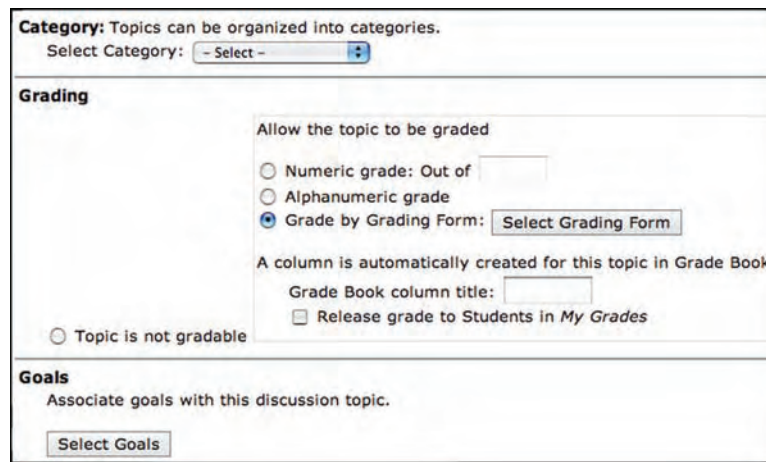 Category: Topics can be organized into categories.
Select Category: – Select –
Grading
Allow the topic to be graded
Numeric grade: Out of
Alphanumeric grade
Grade by Grading Form: Select Grading Form
A column is automatically created for this topic in Grade Book
Grade Book column title:
Release grade to Students in My Grades
Topic is not gradable
Goals
Associate goals with this discussion topic.
Select Goals